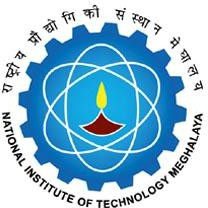 राष्ट्रीय प्रौद्योगिकी संस्थान मेघालय
NATIONAL INSTITUTE OF TECHNOLOGY MEGHALAYA